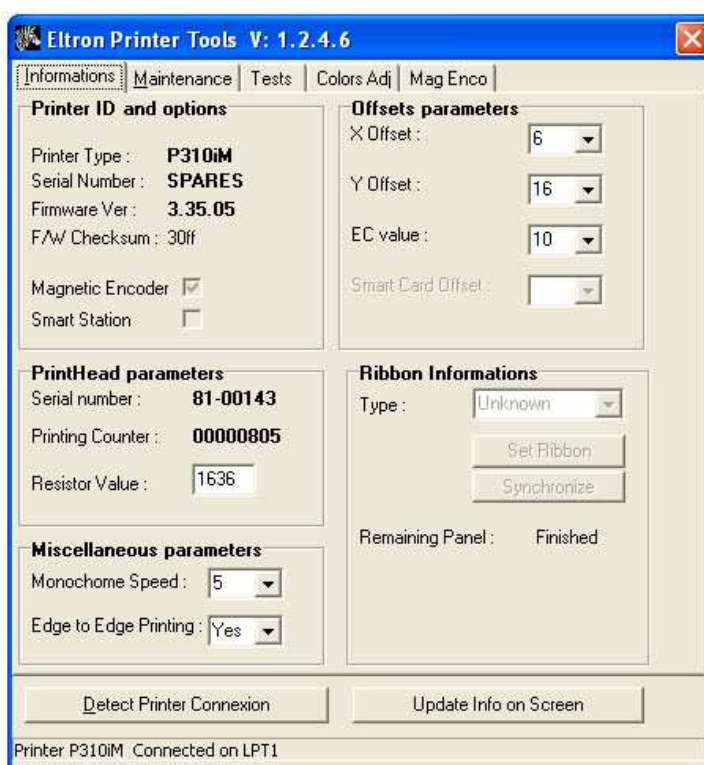 Eltron Printer Tools V: 1.2.4.6
Informations Maintenance Tests Colors Adj Mag Enco
Printer ID and options
Printer Type : P310iM
Serial Number : SPARES
Firmware Ver : 3.35.05
F/W Checksum : 30ff
Magnetic Encoder
Smart Station
Offsets parameters
X Offset : 6
Y Offset : 16
EC value : 10
Smart Card Offset :
PrintHead parameters
Serial number : 81-00143
Printing Counter : 00000805
Resistor Value : 1636
Ribbon Informations
Type : Unknown
Set Ribbon
Synchronize
Remaining Panel : Finished
Miscellaneous parameters
Monochome Speed : 5
Edge to Edge Printing : Yes
Detect Printer Connexion Update Info on Screen
Printer P310iM Connected on LPT1